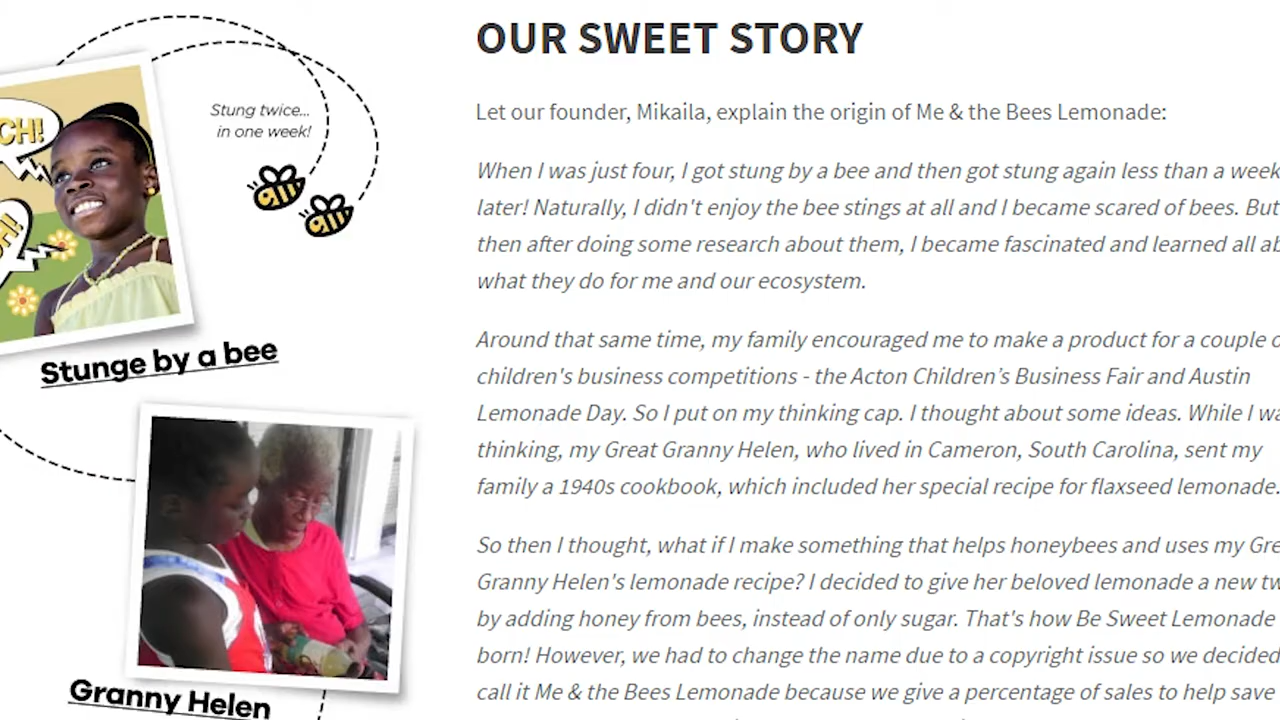 OUR SWEET STORY
Let our founder, Mikaila, explain the origin of Me & the Bees Lemonade:
When I was just four, I got stung by a bee and then got stung again less than a week
later! Naturally, I didn't enjoy the bee stings at all and I became scared of bees. But
then after doing some research about them, I became fascinated and learned all
what they do for me and our ecosystem.
Around that same time, my family encouraged me to make a product for a couple
children's business competitions - the Acton Children’s Business Fair and Austin
Lemonade Day. So I put on my thinking cap. I thought about some ideas. While I
thinking, my Great Granny Helen, who lived in Cameron, South Carolina, sent my
family a 1940s cookbook, which included her special recipe for flaxseed lemonade.
So then I thought, what if I make something that helps honeybees and uses my
Granny Helen's lemonade recipe? I decided to give her beloved lemonade a new
by adding honey from bees, instead of only sugar. That's how Be Sweet Lemonade
born! However, we had to change the name due to a copyright issue so we decided
call it Me & the Bees Lemonade because we give a percentage of sales to help save
Stung twice...
in one week!
Stunge by a bee
Granny Helen